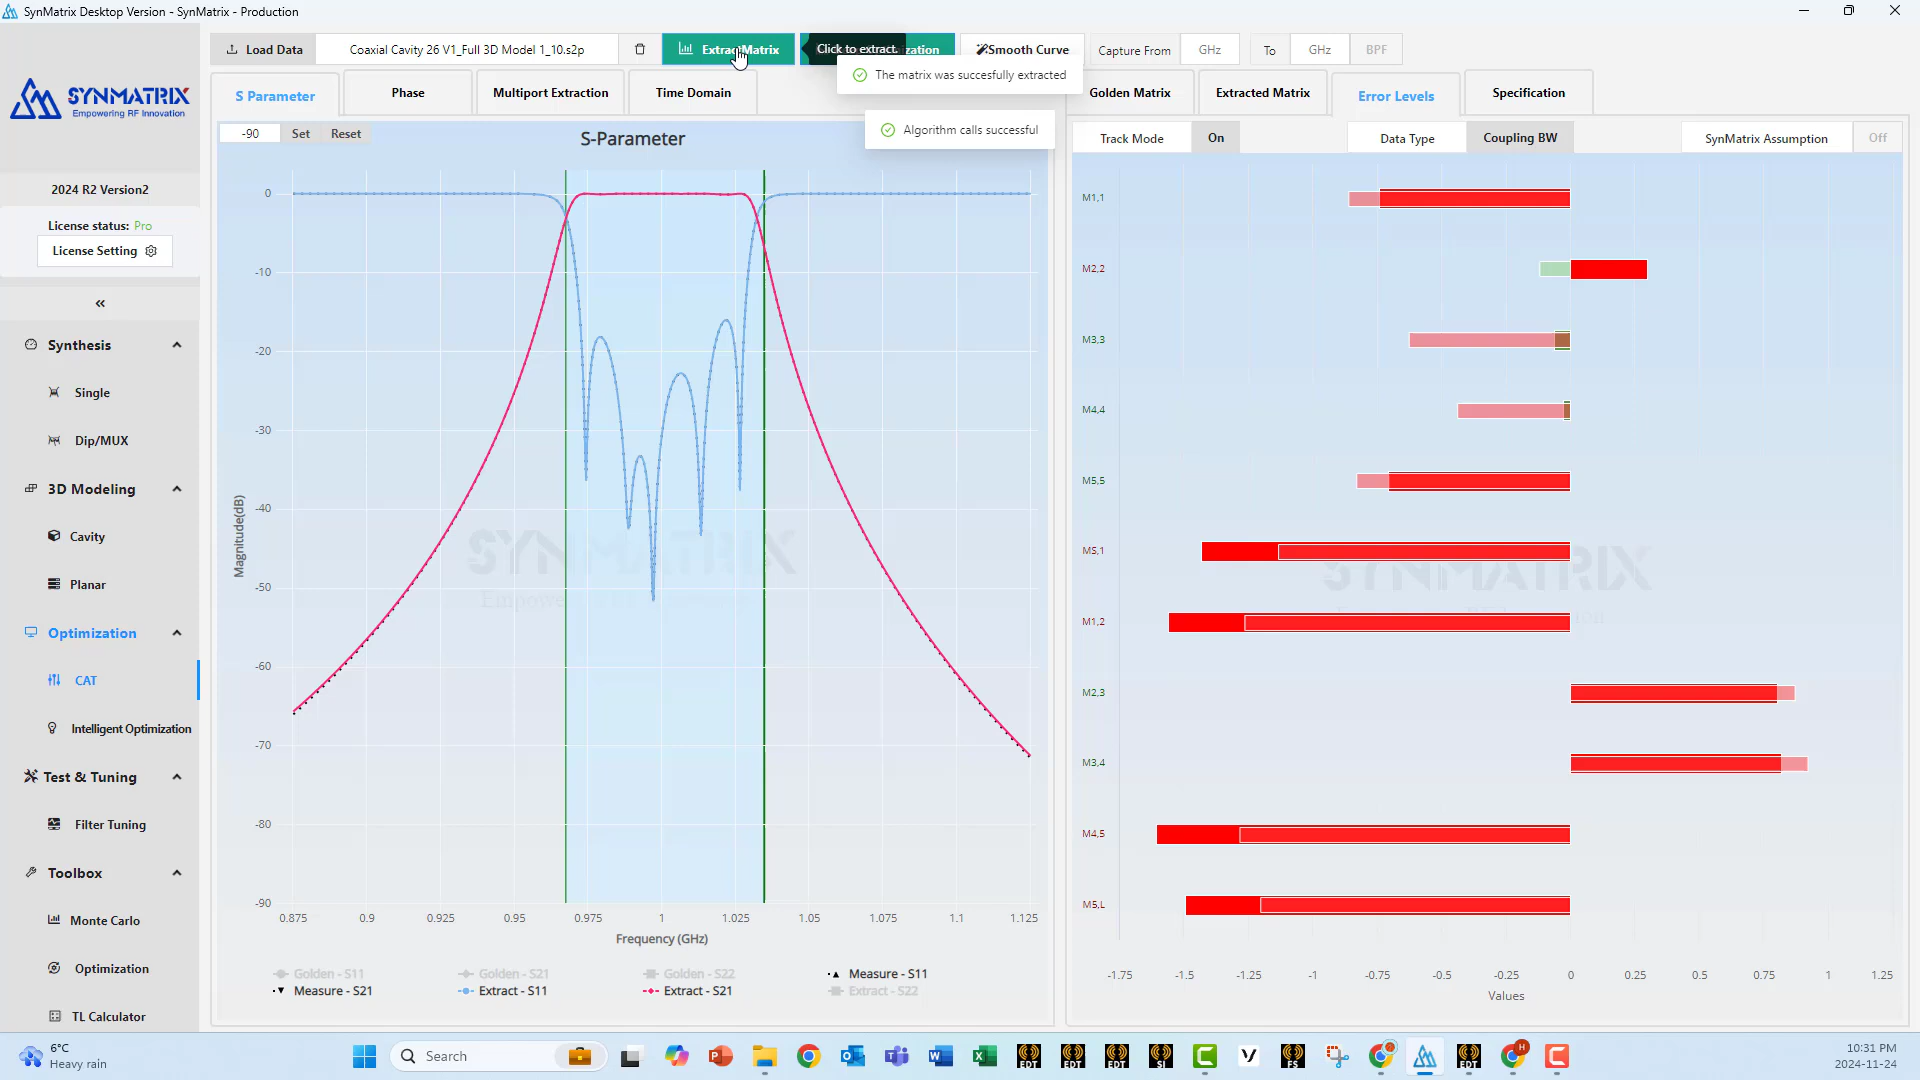 SynMatrix Desktop Version - SynMatrix - Production
Load Data
Coaxial Cavity 26 V1_Full 3D Model 1_10.s2p
ExtractMatrix
Click to extract.
Smooth Curve
Capture From
GHz
To
GHz
BPF
The matrix was succesfully extracted
Algorithm calls successful
SYNMATRIX
Empowering RF Innovation
2024 R2 Version2
License status: Pro
License Setting
«
Synthesis
Single
Dip/MUX
3D Modeling
Cavity
Planar
Optimization
CAT
Intelligent Optimization
Test & Tuning
Filter Tuning
Toolbox
Monte Carlo
Optimization
TL Calculator
S Parameter
Phase
Multiport Extraction
Time Domain
-90
Set
Reset
S-Parameter
Magnitude(dB)
0
-10
-20
-30
-40
-50
-60
-70
-80
-90
0.875
0.9
0.925
0.95
0.975
1
1.025
1.05
1.075
1.1
1.125
Frequency (GHz)
Golden - S11
Golden - S21
Golden - S22
Measure - S11
Measure - S21
Extract - S11
Extract - S21
Extract - S22
Golden Matrix
Extracted Matrix
Error Levels
Specification
Track Mode
On
Data Type
Coupling BW
SynMatrix Assumption
Off
M1,1
M2,2
M3,3
M4,4
M5,5
MS,1
M1,2
M2,3
M3,4
M4,5
M5,L
SYNMATRIX
-1.75
-1.5
-1.25
-1
-0.75
-0.5
-0.25
0
0.25
0.5
0.75
1
1.25
Values
6°C
Heavy rain
Search
10:31 PM
2024-11-24